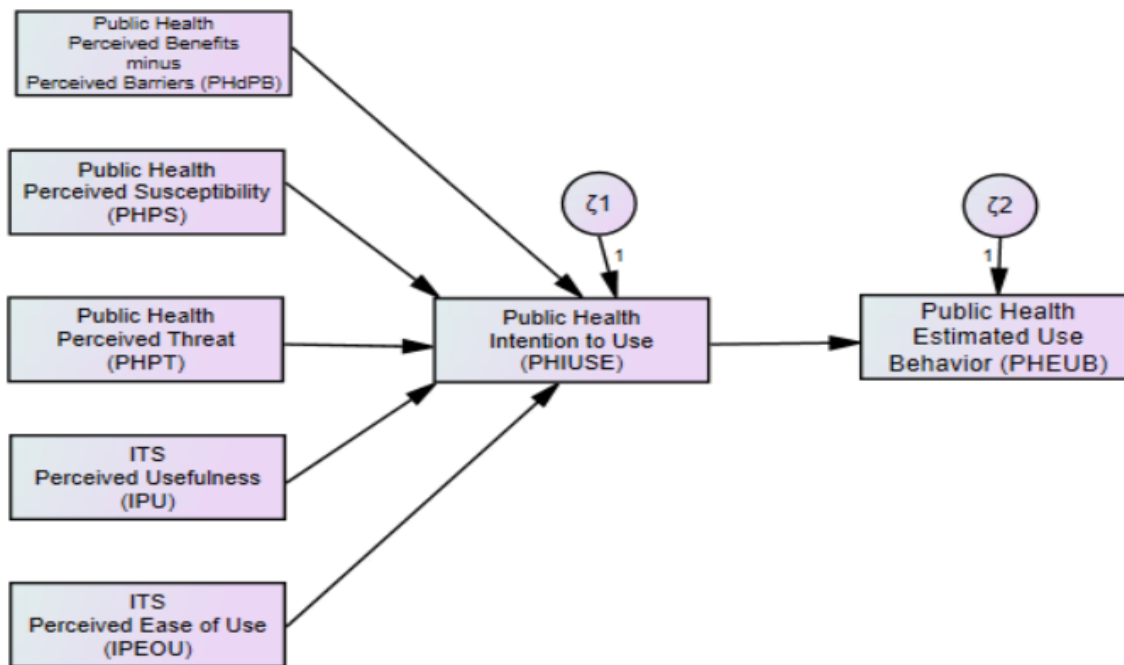 Public Health
Perceived Benefits
minus
Perceived Barriers (PHdPB)
Public Health
Perceived Susceptibility
(PHPS)
Public Health
Perceived Threat
(PHPT)
ITS
Perceived Usefulness
(IPU)
ITS
Perceived Ease of Use
(IPEOU)
ζ1
1
Public Health
Intention to Use
(PHIUSE)
ζ2
1
Public Health
Estimated Use
Behavior (PHEUB)